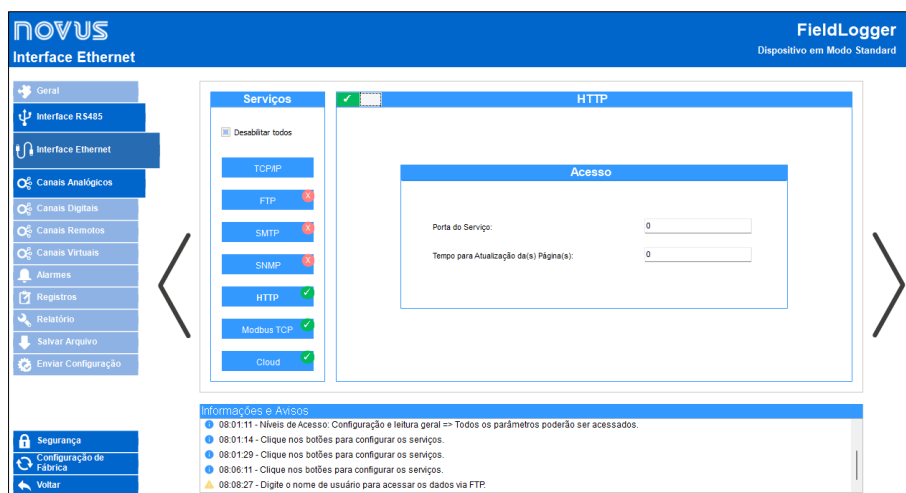 NOVUS
Interface Ethernet
FieldLogger
Dispositivo em Modo Standard
Geral
Interface RS485
Interface Ethernet
Canais Analógicos
Canais Digitais
Canais Remotos
Canais Virtuais
Alarmes
Registros
Relatório
Salvar Arquivo
Enviar Configuração
Segurança
Configuração de
Fábrica
Voltar
Serviços
Desabilitar todos
TCP/IP
FTP X
SMTP X
SNMP X
HTTP
Modbus TCP
Cloud
HTTP
Acesso
Porta do Serviço: 0
Tempo para Atualização da(s) Página(s): 0
Informações e Avisos
08:01:11 - Níveis de Acesso: Configuração e leitura geral => Todos os parâmetros poderão ser acessados.
08:01:14 - Clique nos botões para configurar os serviços.
08:01:29 - Clique nos botões para configurar os serviços.
08:06:11 - Clique nos botões para configurar os serviços.
08:08:27 - Digite o nome de usuário para acessar os dados via FTP.